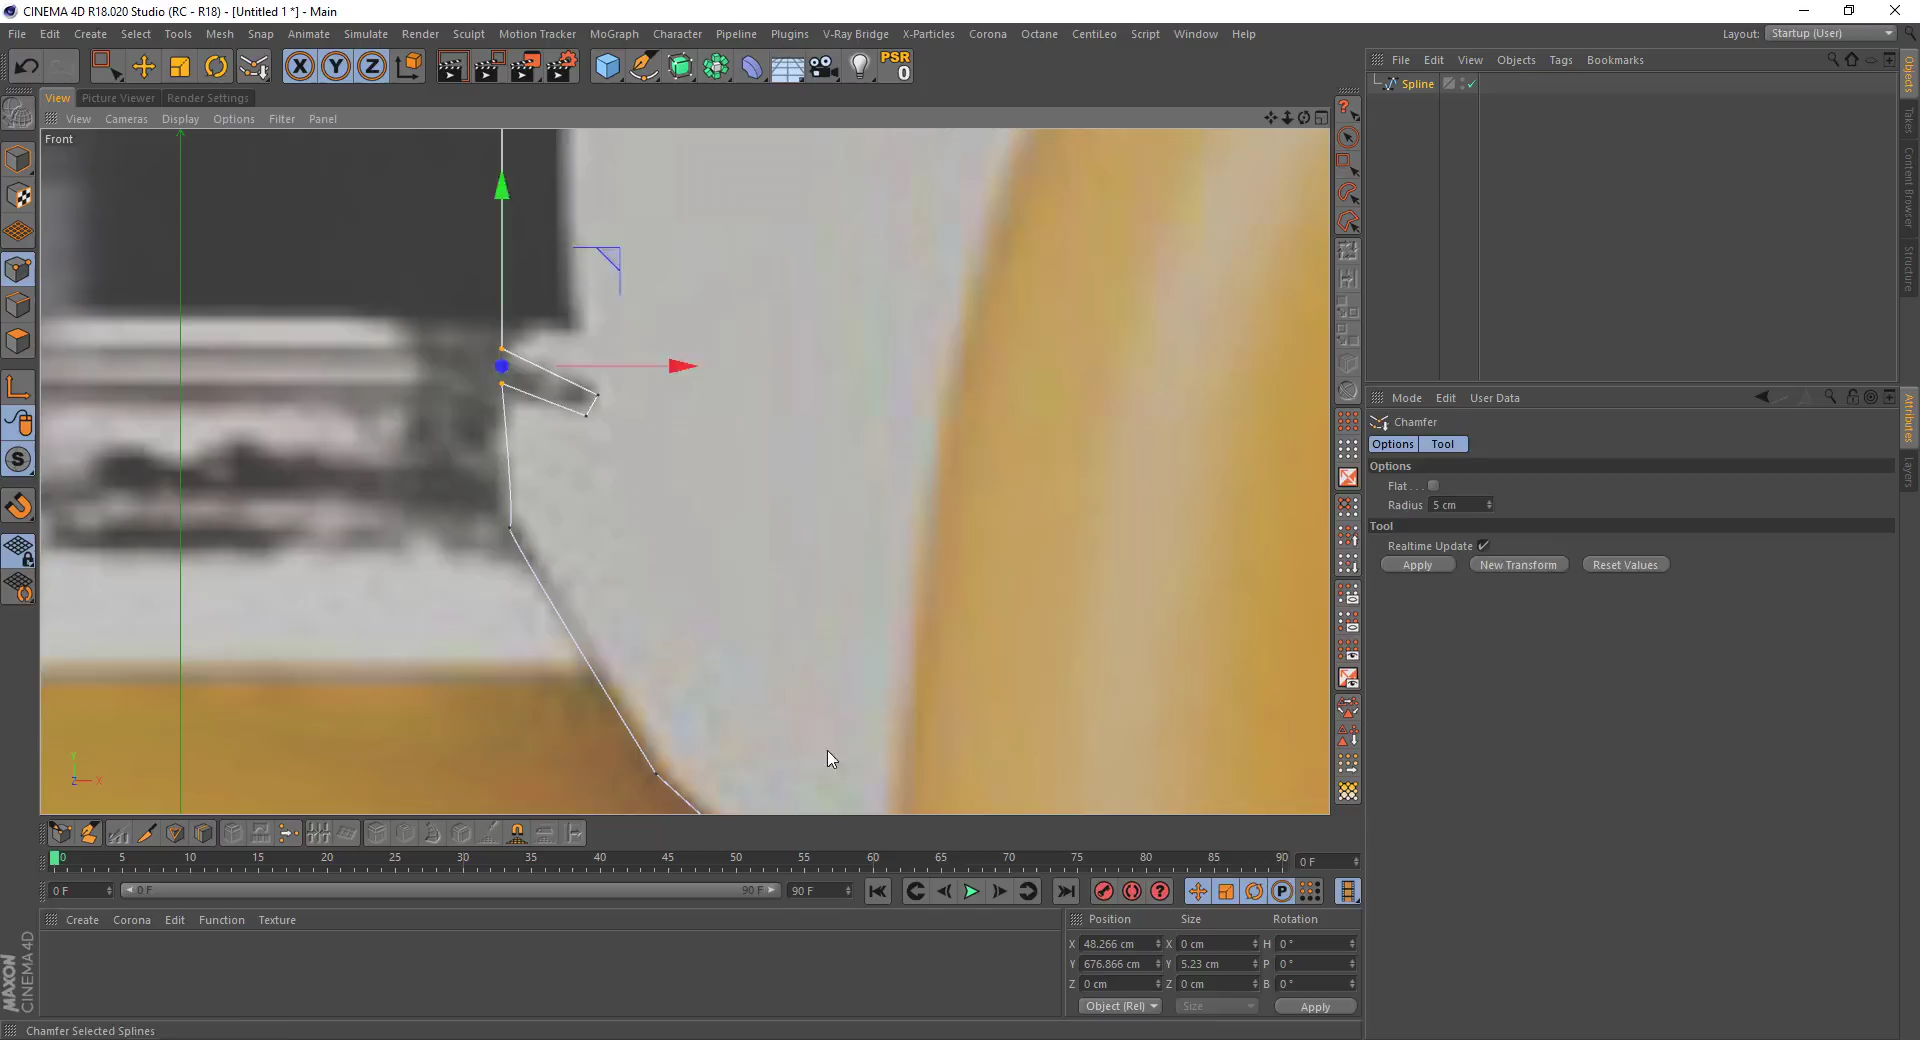 CINEMA 4D R18.020 Studio (RC - R18) - [Untitled 1 *] - Main
File Edit Create Select Tools Mesh Snap Animate Simulate Render Sculpt Motion Tracker MoGraph Character Pipeline Plugins V-Ray Bridge X-Particles Corona Octane CentiLeo Script Window Help Layout: Startup (User)
X Y Z PSR 0
File Edit View Objects Tags Bookmarks
Spline
View Picture Viewer Render Settings
View Cameras Display Options Filter Panel
Front
Objects
Takes
Content Browser
Structure
Mode Edit User Data
Chamfer
Options Tool
Options
Flat . . .
Radius 5 cm
Tool
Realtime Update
Apply New Transform Reset Values
Attributes
Layers
S
Y
Z X
0 5 10 15 20 25 30 35 40 45 50 55 60 65 70 75 80 85 90 0 F
0 F 0 F 90 F 90 F
P
Create Corona Edit Function Texture
Position Size Rotation
X 48.266 cm X 0 cm H 0 °
Y 676.866 cm Y 5.23 cm P 0 °
Z 0 cm Z 0 cm B 0 °
Object (Rel) Size Apply
MAXON
CINEMA 4D
Chamfer Selected Splines